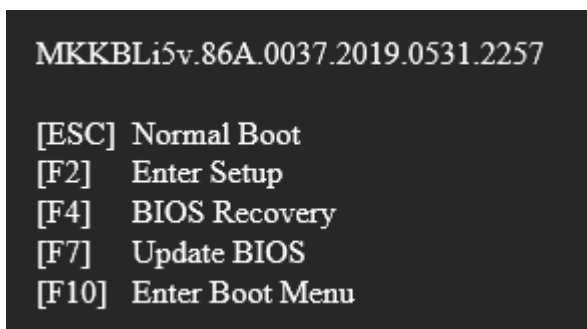 MKKBLi5v.86A.0037.2019.0531.2257
[ESC] Normal Boot
[F2] Enter Setup
[F4] BIOS Recovery
[F7] Update BIOS
[F10] Enter Boot Menu